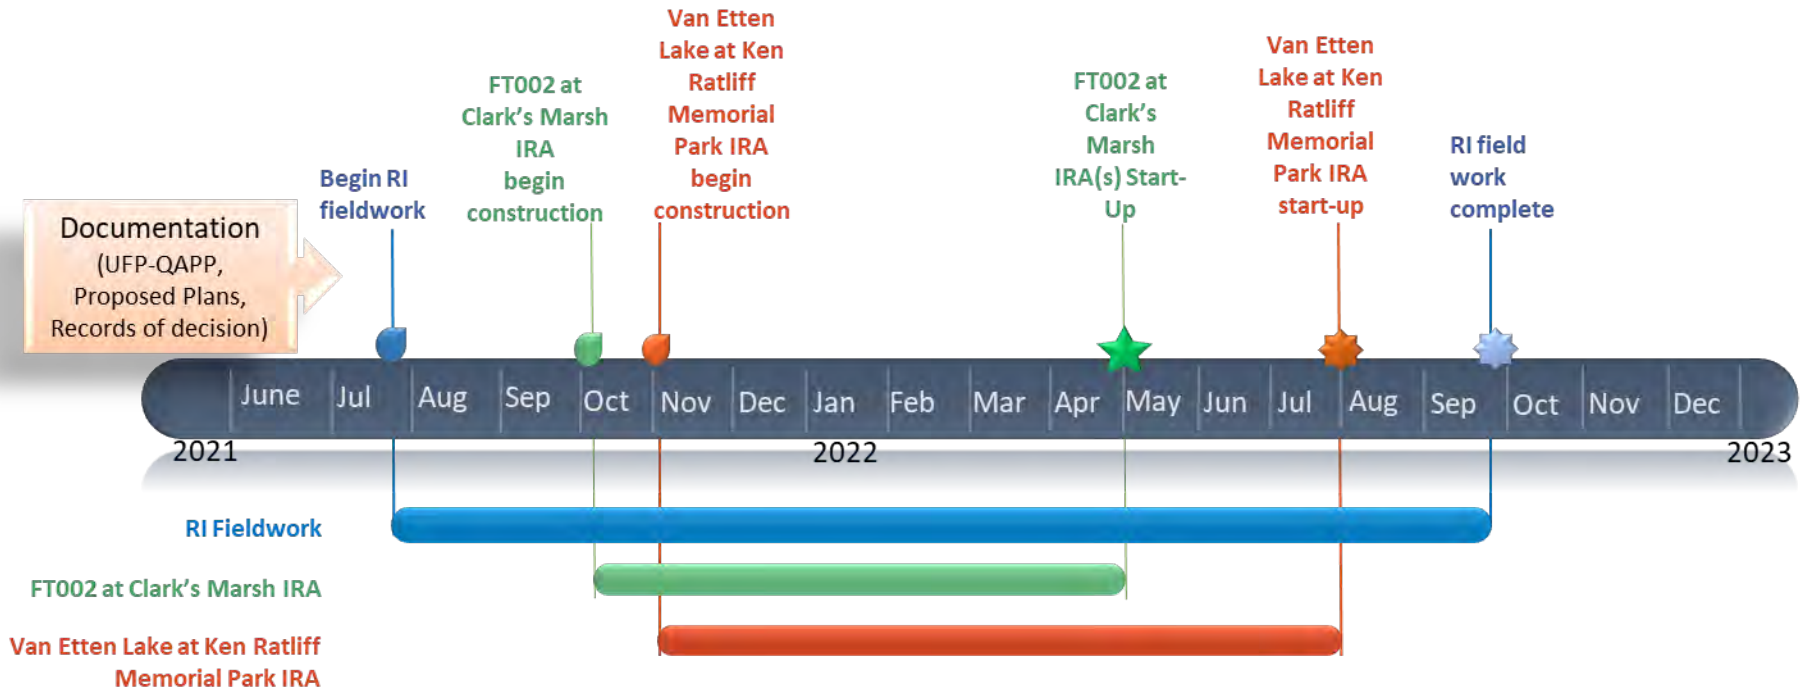 Van Etten
Lake at Ken
Ratliff
Memorial
Park IRA
begin
construction
Van Etten
Lake at Ken
Ratliff
Memorial
Park IRA
start-up
FT002 at
Clark's Marsh
IRA
begin
construction
FT002 at
Clark's
Marsh
IRA(s) Start-
Up
RI field
work
complete
Begin RI
fieldwork
Documentation
(UFP-QAPP,
Proposed Plans,
Records of decision)
June Jul Aug Sep Oct Nov Dec Jan Feb Mar Apr May Jun Jul Aug Sep Oct Nov Dec
2021 2022 2023
RI Fieldwork
FT002 at Clark's Marsh IRA
Van Etten Lake at Ken Ratliff
Memorial Park IRA